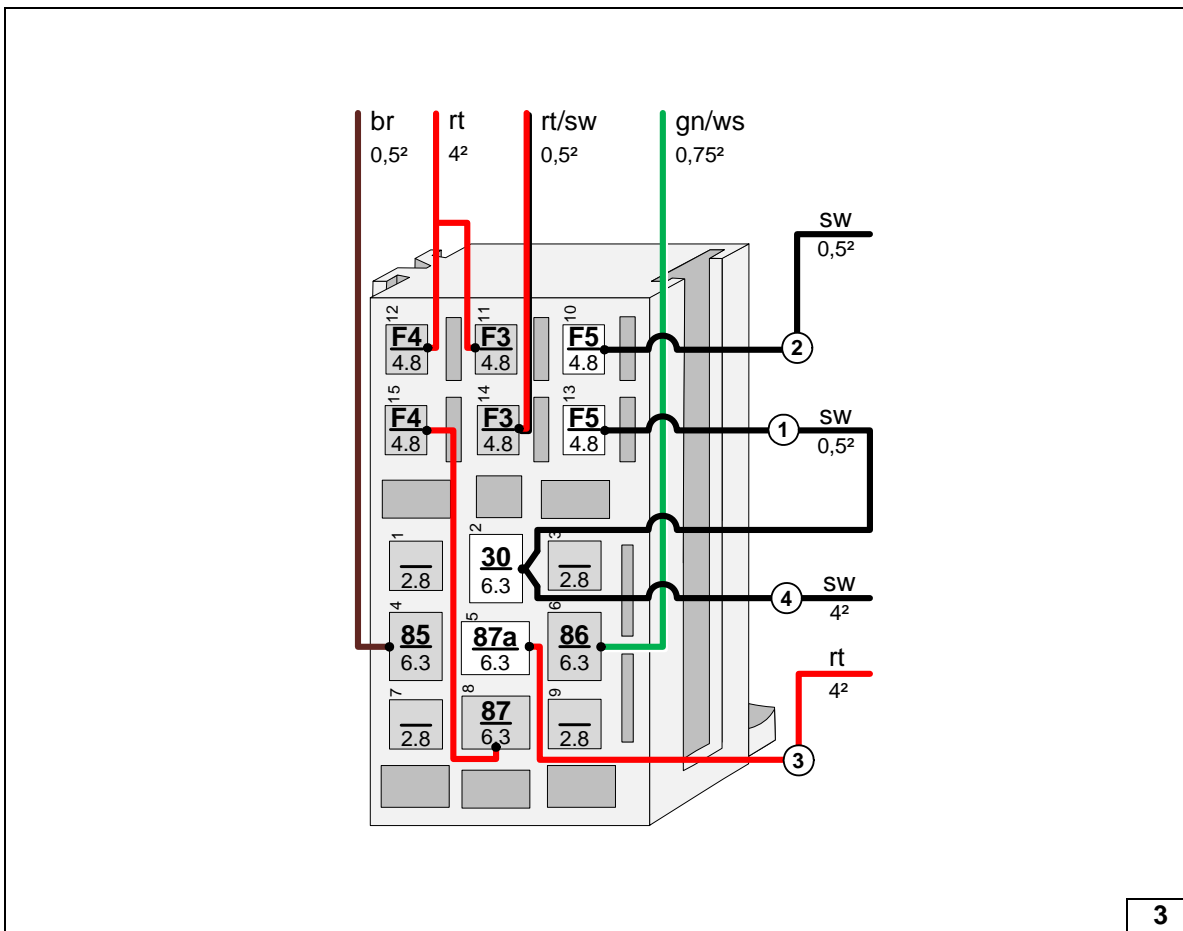 br rt rt/sw gn/ws
0,5² 4² 0,5² 0,75²
sw
0,5²
12 11 10
F4 F3 F5
4.8 4.8 4.8
2
15 14 13
F4 F3 F5
4.8 4.8 4.8
1 sw
0,5²
1 2 3
30
2.8 6.3 2.8
4 sw
4²
4 5 6
85 87a 86
6.3 6.3 6.3
rt
4²
7 8 9
87
2.8 6.3 2.8
3
3